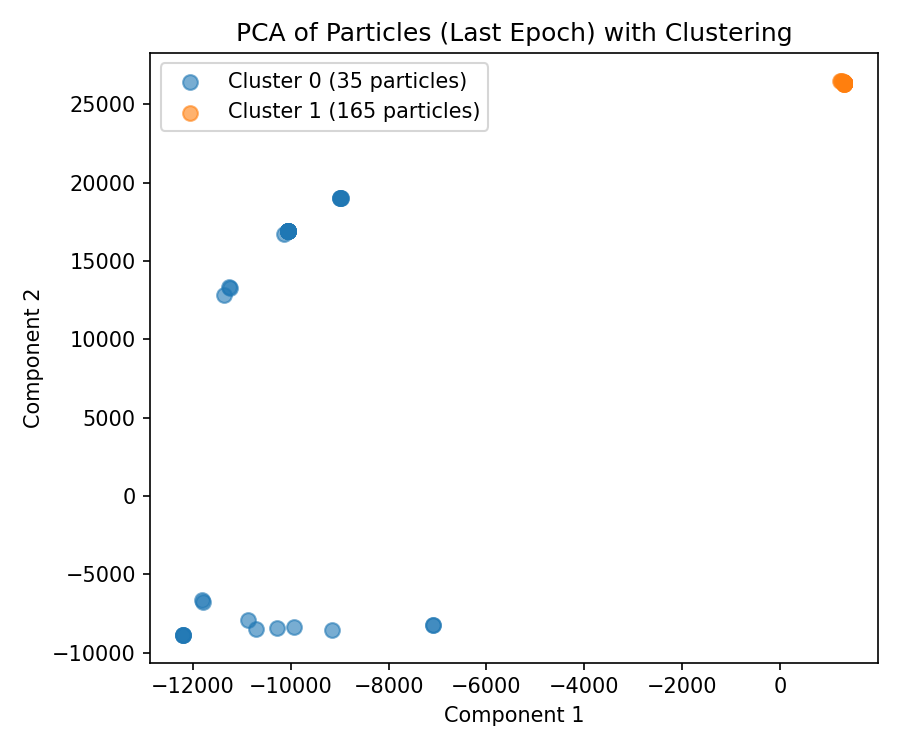 PCA of Particles (Last Epoch) with Clustering
Cluster 0 (35 particles)
Cluster 1 (165 particles)
Component 2
25000
20000
15000
10000
5000
0
−5000
−10000
−12000 −10000 −8000 −6000 −4000 −2000 0
Component 1